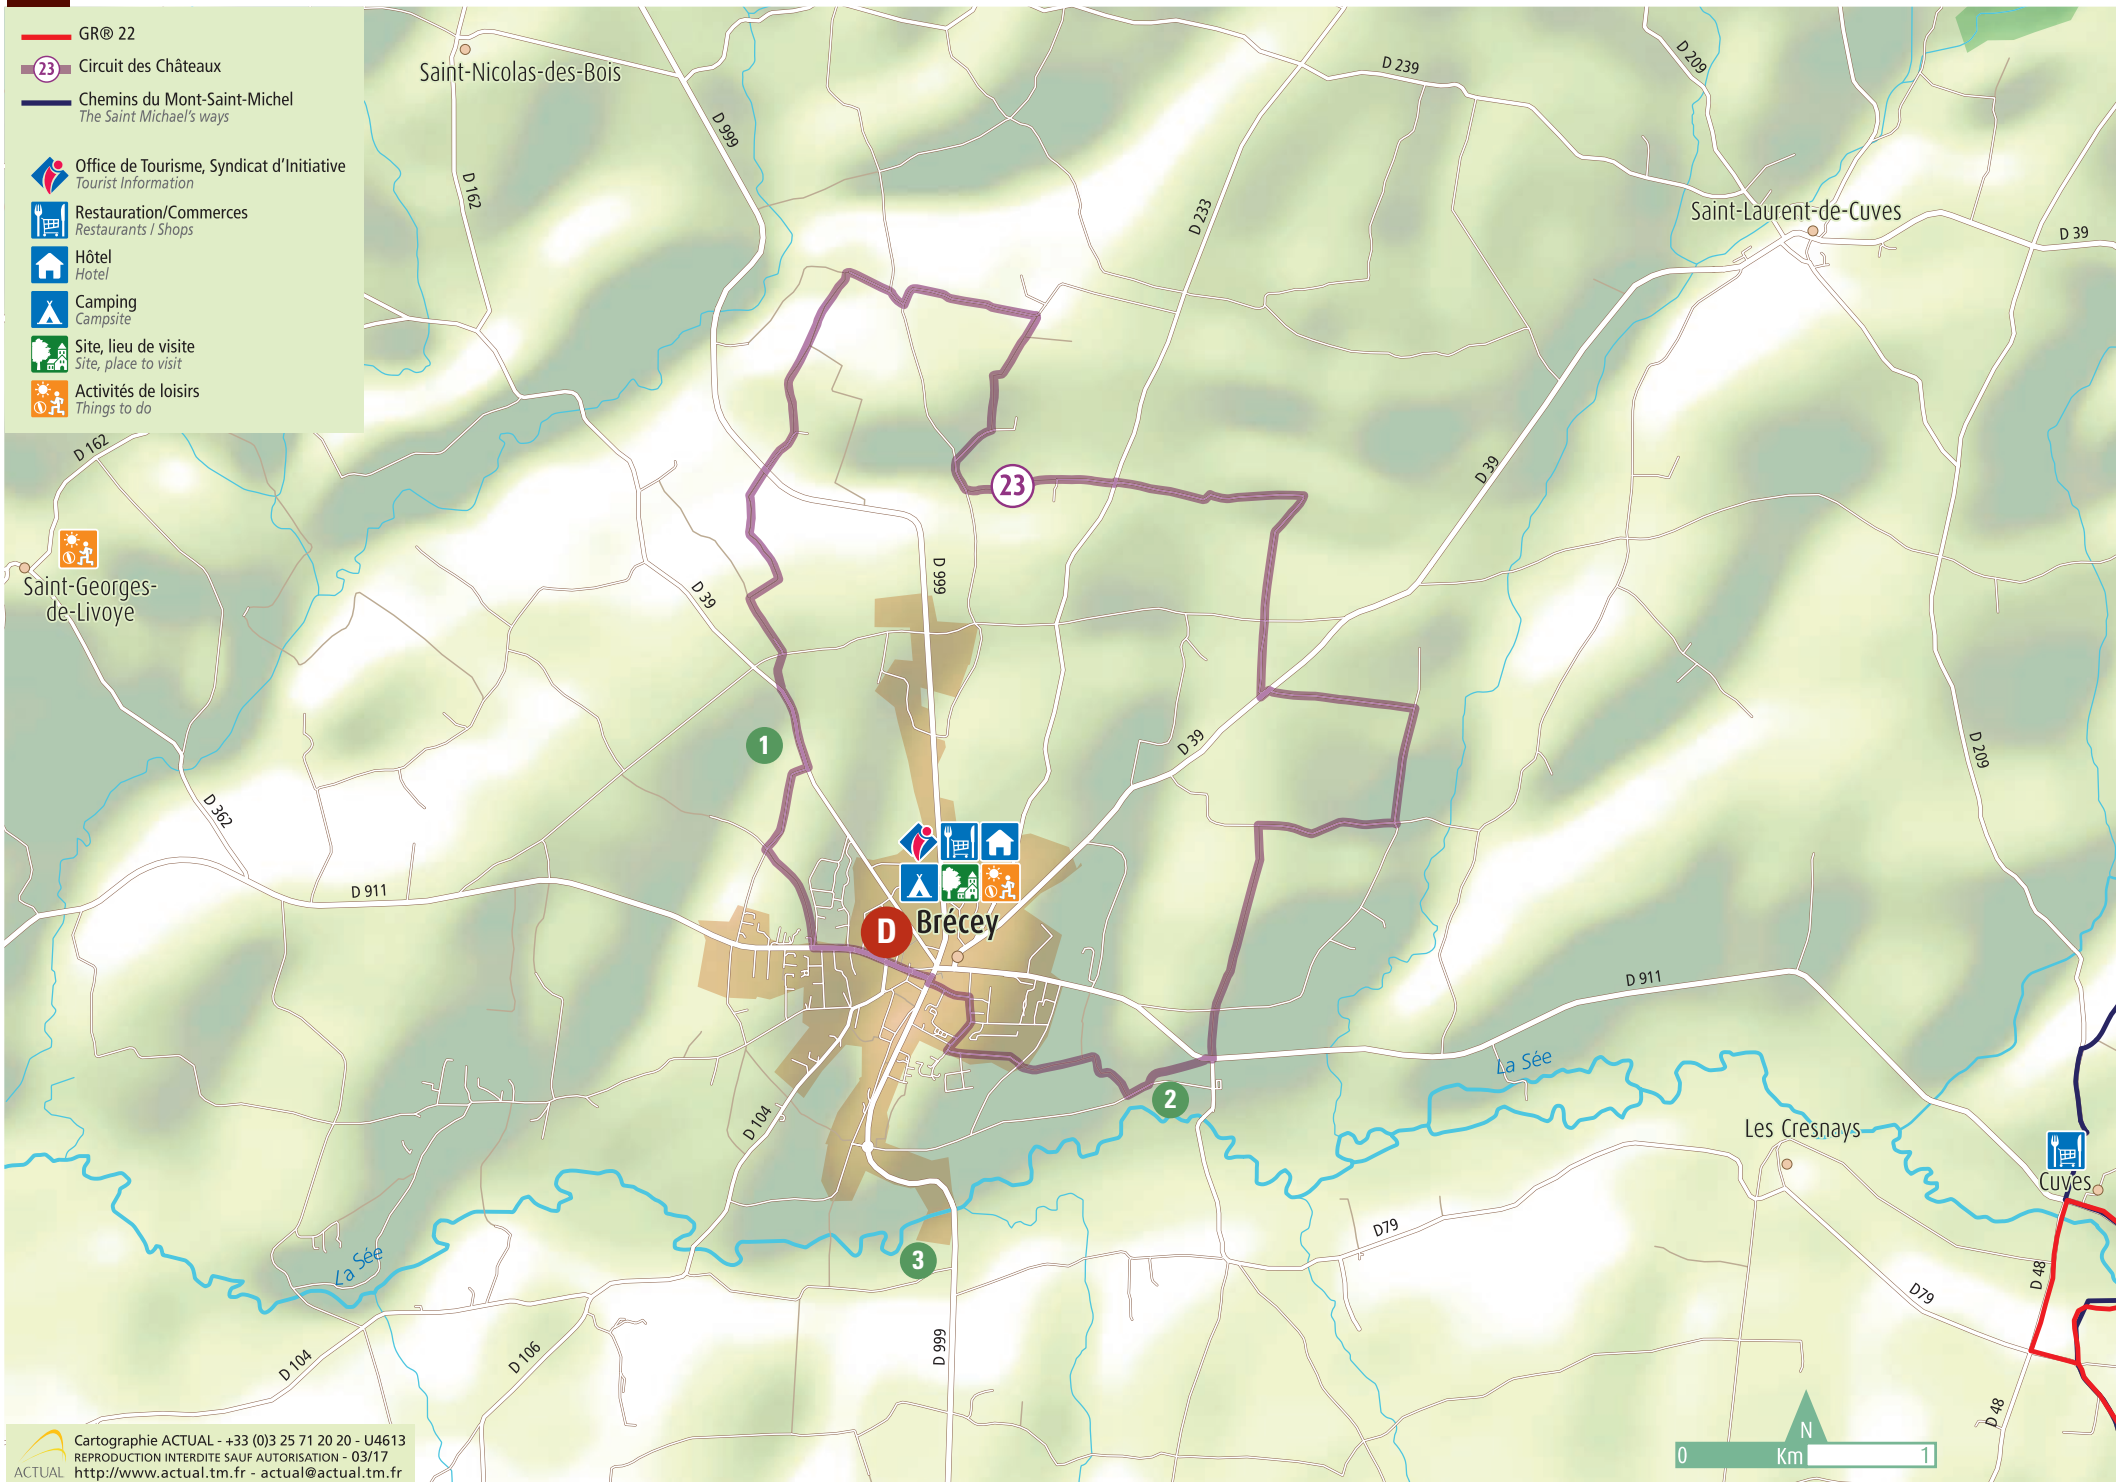 GR® 22
23
Circuit des Châteaux
Chemins du Mont-Saint-Michel
The Saint Michael's ways
Office de Tourisme, Syndicat d'Initiative
Tourist Information
Restauration/Commerces
Restaurants / Shops
Hôtel
Hotel
Camping
Campsite
Site, lieu de visite
Site, place to visit
Activités de loisirs
Things to do
Saint-Nicolas-des-Bois
D 162
D 999
D 239
D 209
D 233
Saint-Laurent-de-Cuves
D 39
D 162
23
D 39
Saint-Georges-
de-Livoye
D 39
D 999
1
D 39
D 209
D 362
D 911
D
Brécey
D 911
La Sée
2
D 104
Les Cresnays
Cuves
La Sée
3
D79
D 48
D79
D 999
D 104
D 106
D 48
N
0 Km 1
ACTUAL
Cartographie ACTUAL - +33 (0)3 25 71 20 20 - U4613
REPRODUCTION INTERDITE SAUF AUTORISATION - 03/17
http://www.actual.tm.fr - actual@actual.tm.fr